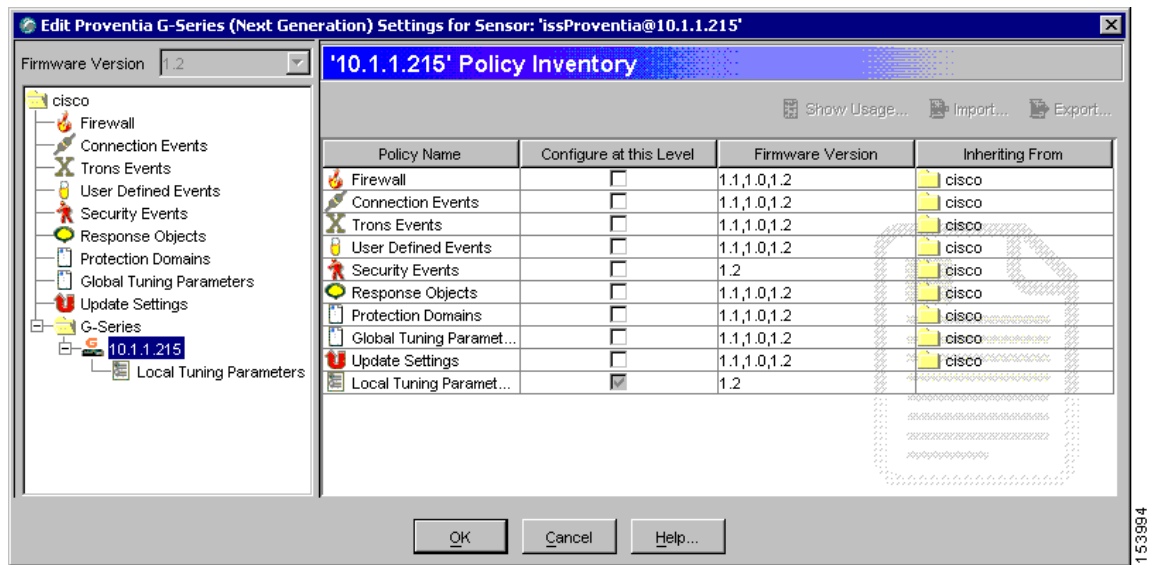 Edit Proventia G-Series (Next Generation) Settings for Sensor: 'issProventia@10.1.1.215'
Firmware Version 1.2
cisco
Firewall
Connection Events
Trons Events
User Defined Events
Security Events
Response Objects
Protection Domains
Global Tuning Parameters
Update Settings
G-Series
10.1.1.215
Local Tuning Parameters
'10.1.1.215' Policy Inventory
Show Usage... Import... Export...
Policy Name Configure at this Level Firmware Version Inheriting From
Firewall 1.1,1.0,1.2 cisco
Connection Events 1.1,1.0,1.2 cisco
Trons Events 1.1,1.0,1.2 cisco
User Defined Events 1.1,1.0,1.2 cisco
Security Events 1.2 cisco
Response Objects 1.1,1.0,1.2 cisco
Protection Domains 1.1,1.0,1.2 cisco
Global Tuning Paramet... 1.1,1.0,1.2 cisco
Update Settings 1.1,1.0,1.2 cisco
Local Tuning Paramet... 1.2
OK Cancel Help...
153994